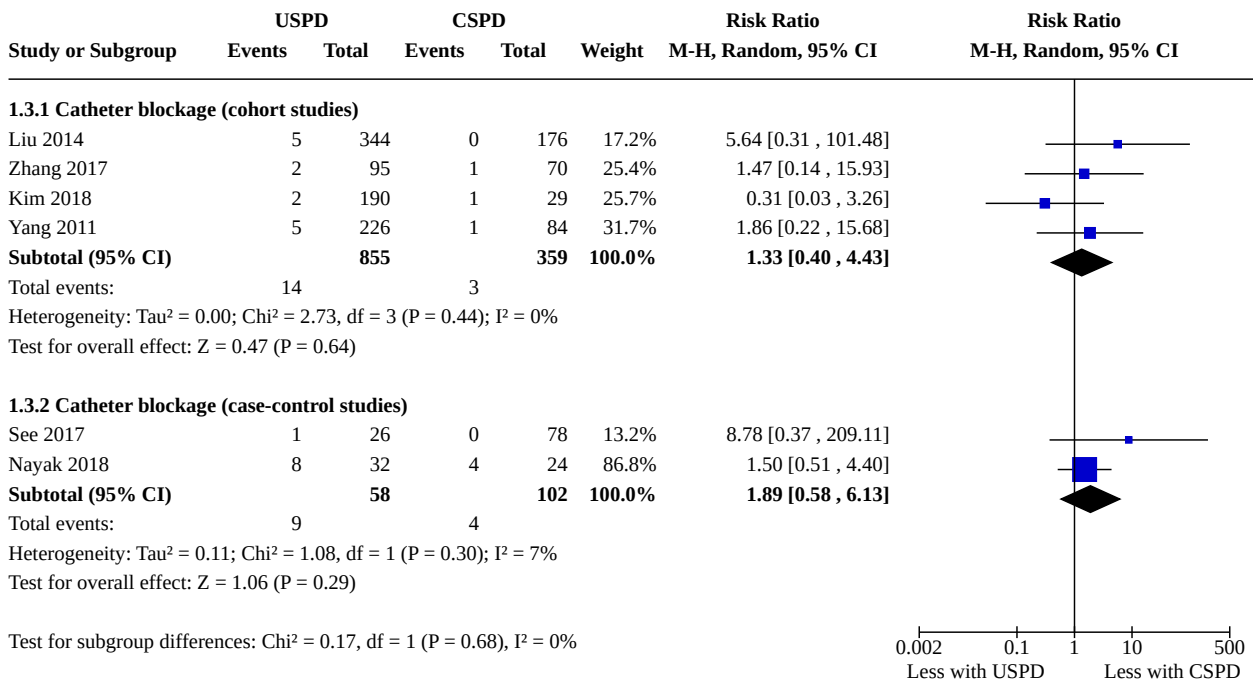 USPD CSPD Risk Ratio Risk Ratio
Study or Subgroup Events Total Events Total Weight M-H, Random, 95% CI M-H, Random, 95% CI
1.3.1 Catheter blockage (cohort studies)
Liu 2014 5 344 0 176 17.2% 5.64 [0.31 , 101.48]
Zhang 2017 2 95 1 70 25.4% 1.47 [0.14 , 15.93]
Kim 2018 2 190 1 29 25.7% 0.31 [0.03 , 3.26]
Yang 2011 5 226 1 84 31.7% 1.86 [0.22 , 15.68]
Subtotal (95% CI) 855 359 100.0% 1.33 [0.40 , 4.43]
Total events: 14 3
Heterogeneity: Tau² = 0.00; Chi² = 2.73, df = 3 (P = 0.44); I² = 0%
Test for overall effect: Z = 0.47 (P = 0.64)
1.3.2 Catheter blockage (case-control studies)
See 2017 1 26 0 78 13.2% 8.78 [0.37 , 209.11]
Nayak 2018 8 32 4 24 86.8% 1.50 [0.51 , 4.40]
Subtotal (95% CI) 58 102 100.0% 1.89 [0.58 , 6.13]
Total events: 9 4
Heterogeneity: Tau² = 0.11; Chi² = 1.08, df = 1 (P = 0.30); I² = 7%
Test for overall effect: Z = 1.06 (P = 0.29)
Test for subgroup differences: Chi² = 0.17, df = 1 (P = 0.68), I² = 0%
0.002 0.1 1 10 500
Less with USPD Less with CSPD